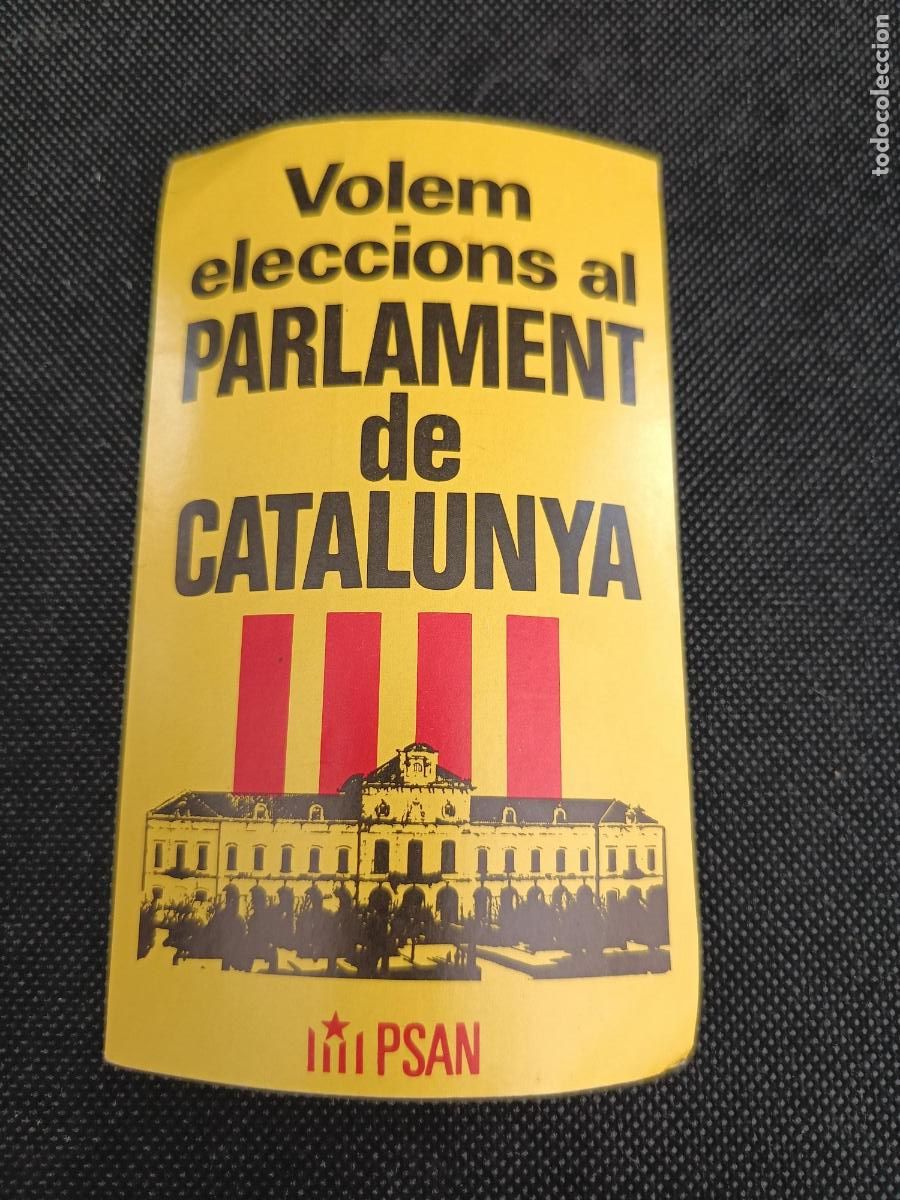 Volem
eleccions al
PARLAMENT
de
CATALUNYA
PSAN
todocoleccion